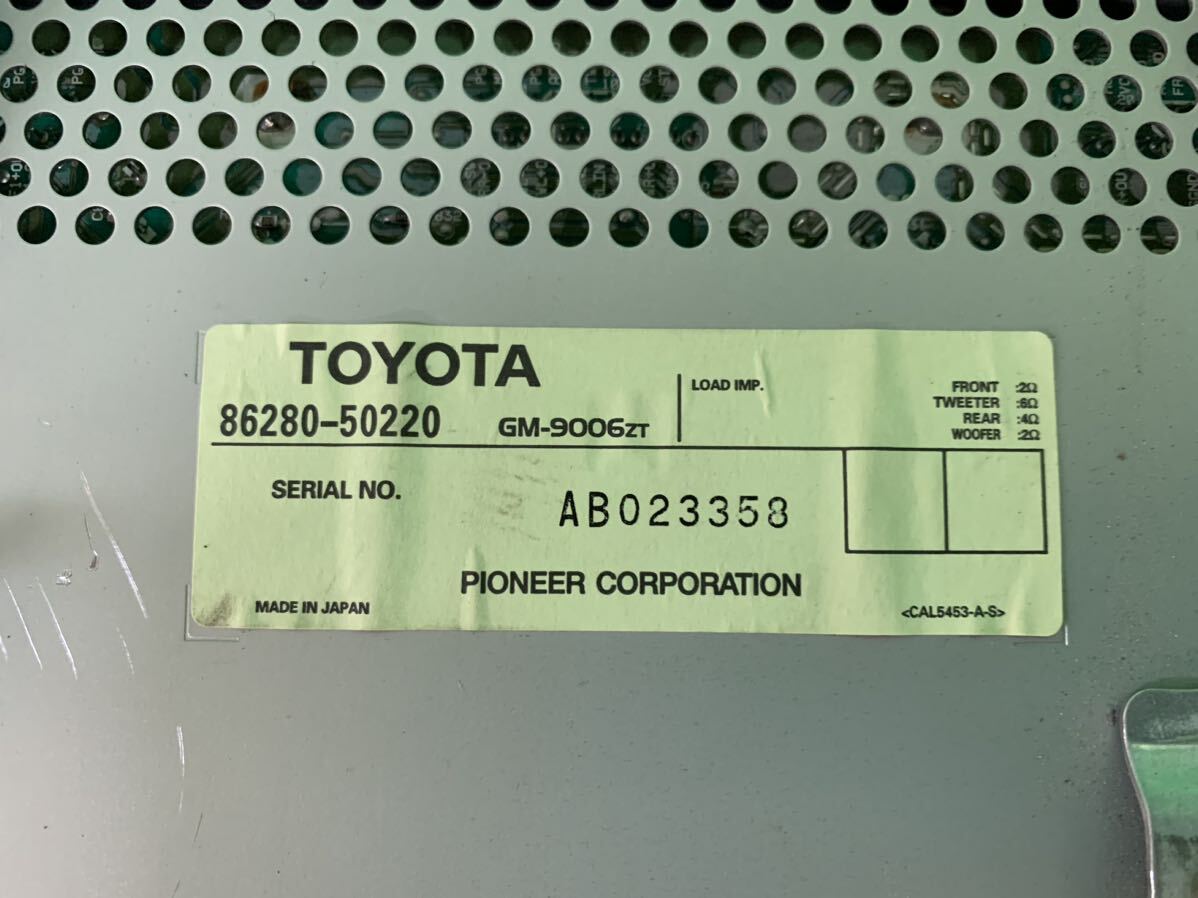 TOYOTA
86280-50220 GM-9006ZT
LOAD IMP.
FRONT :2Ω
TWEETER :6Ω
REAR :4Ω
WOOFER :2Ω
SERIAL NO. AB023358
PIONEER CORPORATION
MADE IN JAPAN <CAL5453-A-S>